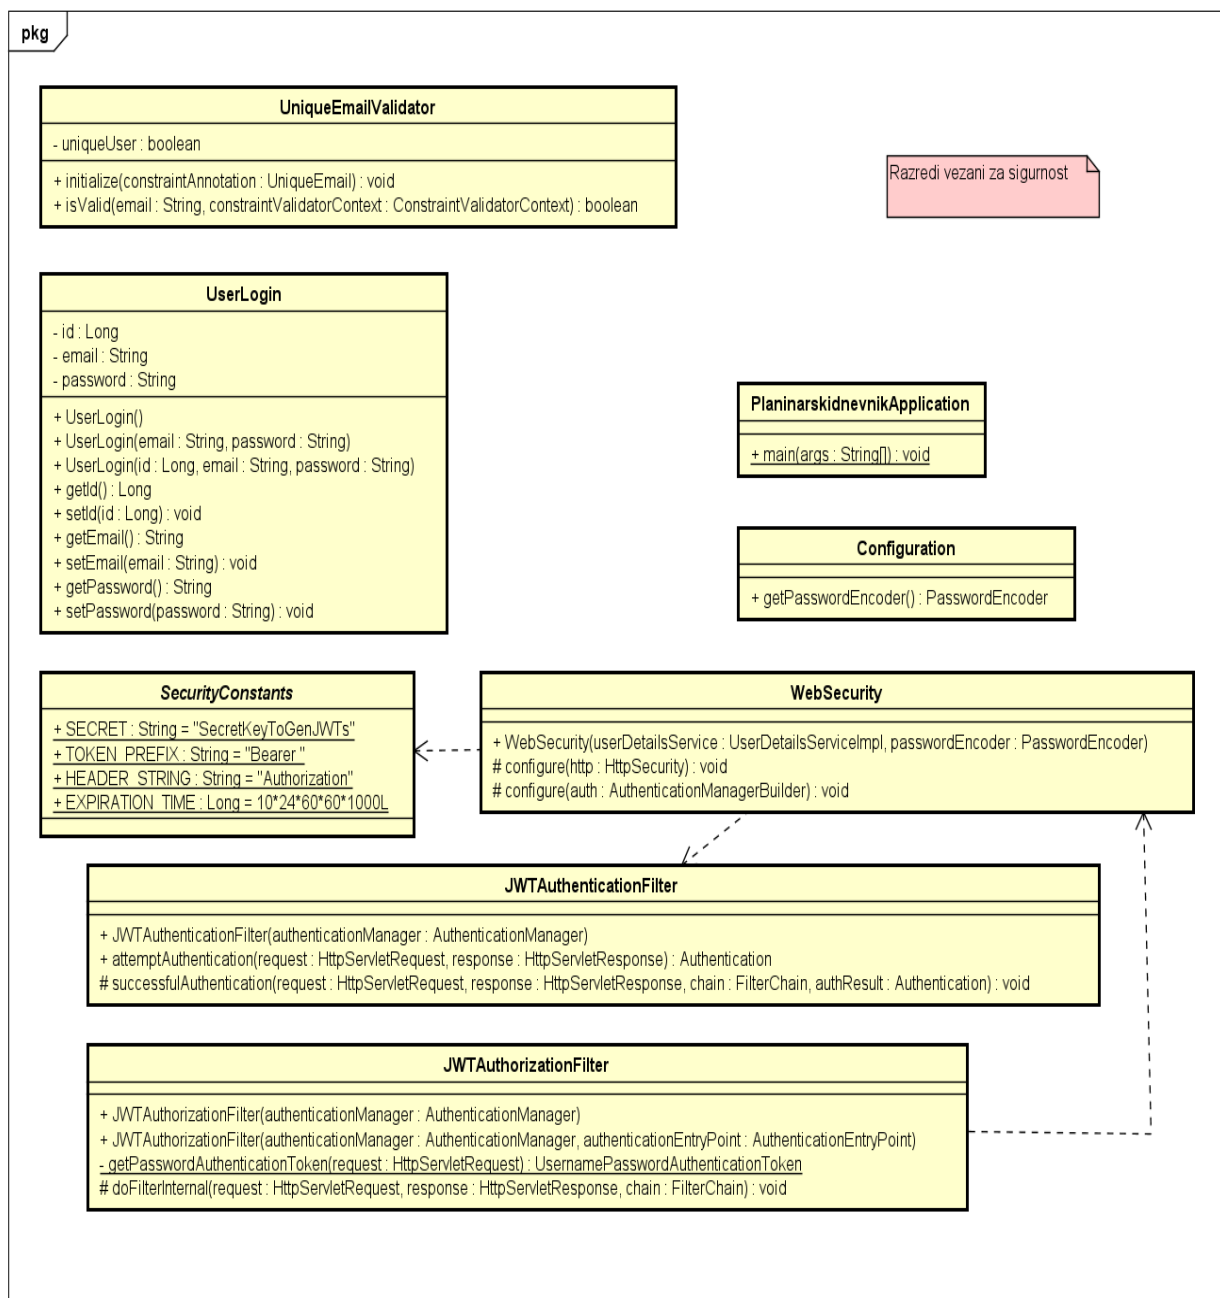 pkg
UniqueEmailValidator
- uniqueUser : boolean
+ initialize(constraintAnnotation : UniqueEmail) : void
+ isValid(email : String, constraintValidatorContext : ConstraintValidatorContext) : boolean
Razredi vezani za sigurnost
UserLogin
- id : Long
- email : String
- password : String
+ UserLogin()
+ UserLogin(email : String, password : String)
+ UserLogin(id : Long, email : String, password : String)
+ getId() : Long
+ setId(id : Long) : void
+ getEmail() : String
+ setEmail(email : String) : void
+ getPassword() : String
+ setPassword(password : String) : void
PlaninarskidnevnikApplication
+ main(args : String[]) : void
Configuration
+ getPasswordEncoder() : PasswordEncoder
SecurityConstants
+ SECRET : String = "SecretKeyToGenJWTs"
+ TOKEN_PREFIX : String = "Bearer "
+ HEADER_STRING : String = "Authorization"
+ EXPIRATION_TIME : Long = 10*24*60*60*1000L
WebSecurity
+ WebSecurity(userDetailsService : UserDetailsServiceImpl, passwordEncoder : PasswordEncoder)
# configure(http : HttpSecurity) : void
# configure(auth : AuthenticationManagerBuilder) : void
JWTAuthenticationFilter
+ JWTAuthenticationFilter(authenticationManager : AuthenticationManager)
+ attemptAuthentication(request : HttpServletRequest, response : HttpServletResponse) : Authentication
# successfulAuthentication(request : HttpServletRequest, response : HttpServletResponse, chain : FilterChain, authResult : Authentication) : void
JWTAuthorizationFilter
+ JWTAuthorizationFilter(authenticationManager : AuthenticationManager)
+ JWTAuthorizationFilter(authenticationManager : AuthenticationManager, authenticationEntryPoint : AuthenticationEntryPoint)
- getPasswordAuthenticationToken(request : HttpServletRequest) : UsernamePasswordAuthenticationToken
# doFilterInternal(request : HttpServletRequest, response : HttpServletResponse, chain : FilterChain) : void